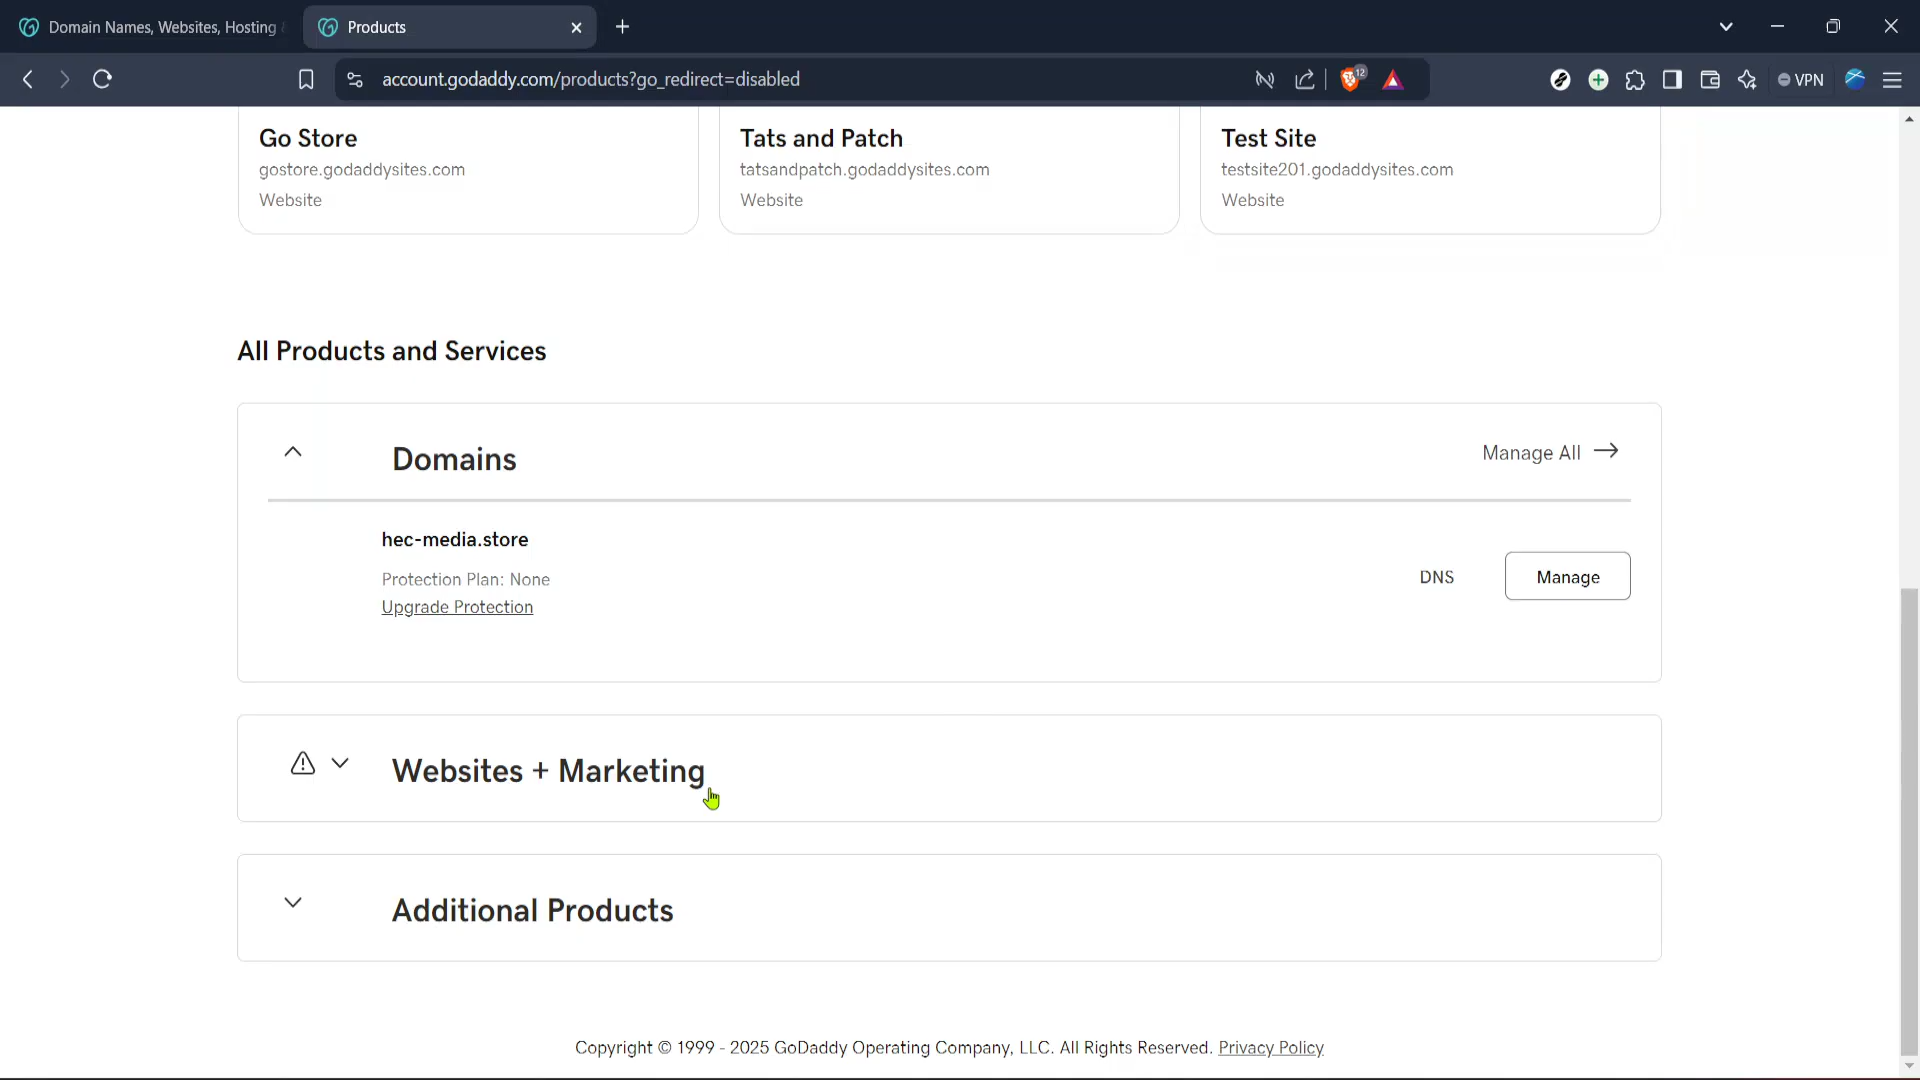 Domain Names, Websites, Hosting
Products
account.godaddy.com/products?go_redirect=disabled
12
VPN
Go Store
gostore.godaddysites.com
Website
Tats and Patch
tatsandpatch.godaddysites.com
Website
Test Site
testsite201.godaddysites.com
Website
All Products and Services
Domains
Manage All
hec-media.store
Protection Plan: None
Upgrade Protection
DNS
Manage
Websites + Marketing
Additional Products
Copyright © 1999 - 2025 GoDaddy Operating Company, LLC. All Rights Reserved. Privacy Policy